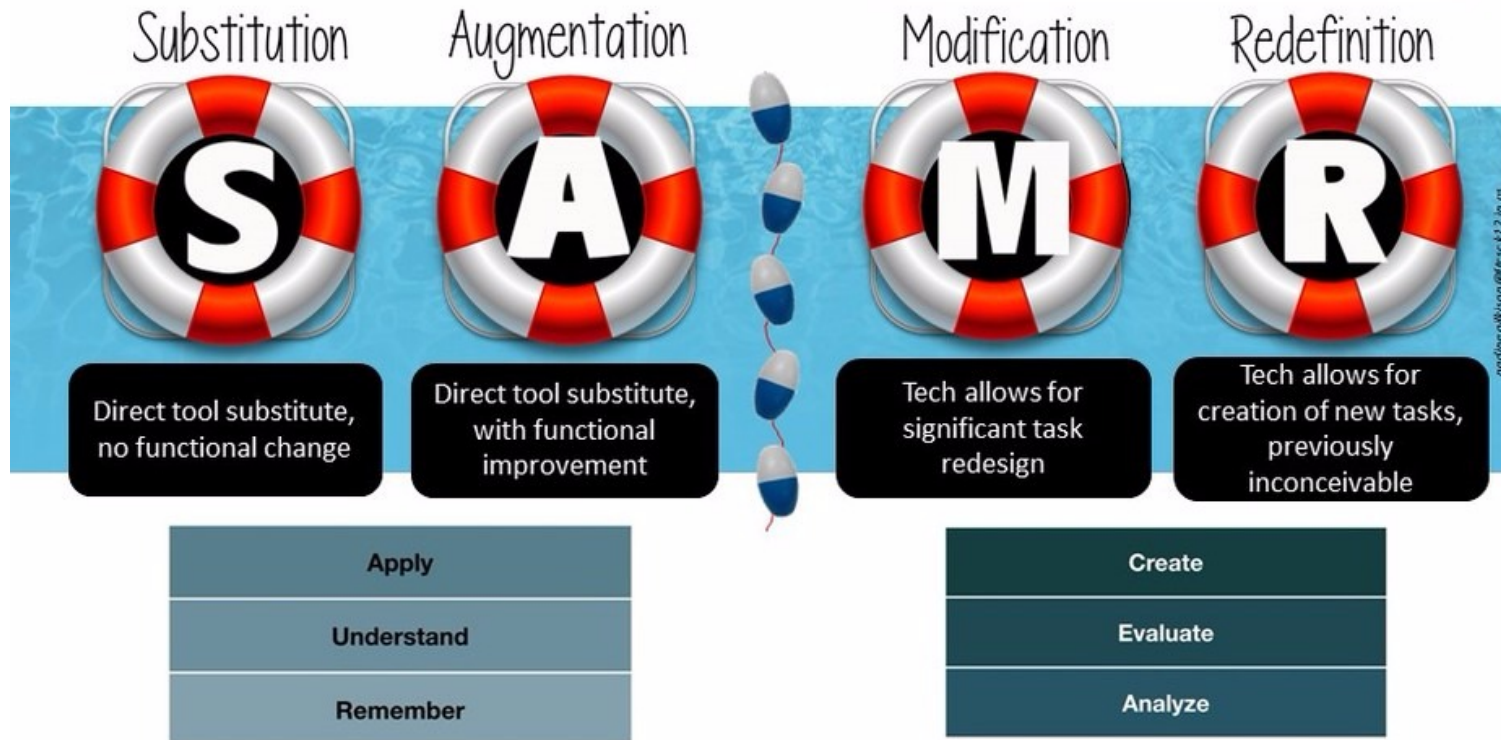 Substitution
Augmentation
Modification
Redefinition
S
A
M
R
Direct tool substitute,
no functional change
Direct tool substitute,
with functional
improvement
Tech allows for
significant task
redesign
Tech allows for
creation of new tasks,
previously
inconceivable
Apply
Understand
Remember
Create
Evaluate
Analyze